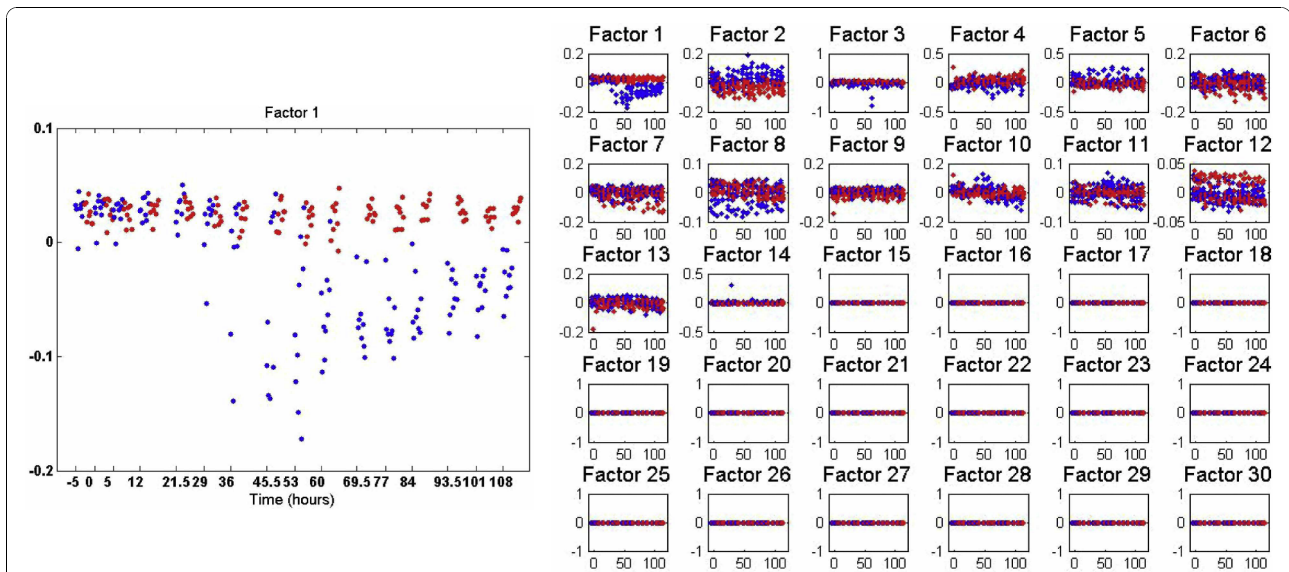 Factor 1
0.1
0
-0.1
-0.2
-5 0 5 12 21.5 29 36 45.5 53 60 69.5 77 84 93.5 101 108
Time (hours)
Factor 1 Factor 2 Factor 3 Factor 4 Factor 5 Factor 6
0.2 0.2 1 0.5 0.5 0.2
0 0 0 0 0 0
-0.2 -0.2 -1 -0.5 -0.5 -0.2
0 50 100 0 50 100 0 50 100 0 50 100 0 50 100 0 50 100
Factor 7 Factor 8 Factor 9 Factor 10 Factor 11 Factor 12
0.2 0.1 0.2 0.2 0.1 0.05
0 0 0 0 0 0
-0.2 -0.1 -0.2 -0.2 -0.1 -0.05
0 50 100 0 50 100 0 50 100 0 50 100 0 50 100 0 50 100
Factor 13 Factor 14 Factor 15 Factor 16 Factor 17 Factor 18
0.2 0.5 1 1 1 1
0 0 0 0 0 0
-0.2 -0.5 -1 -1 -1 -1
0 50 100 0 50 100 0 50 100 0 50 100 0 50 100 0 50 100
Factor 19 Factor 20 Factor 21 Factor 22 Factor 23 Factor 24
1 1 1 1 1 1
0 0 0 0 0 0
-1 -1 -1 -1 -1 -1
0 50 100 0 50 100 0 50 100 0 50 100 0 50 100 0 50 100
Factor 25 Factor 26 Factor 27 Factor 28 Factor 29 Factor 30
1 1 1 1 1 1
0 0 0 0 0 0
-1 -1 -1 -1 -1 -1
0 50 100 0 50 100 0 50 100 0 50 100 0 50 100 0 50 100